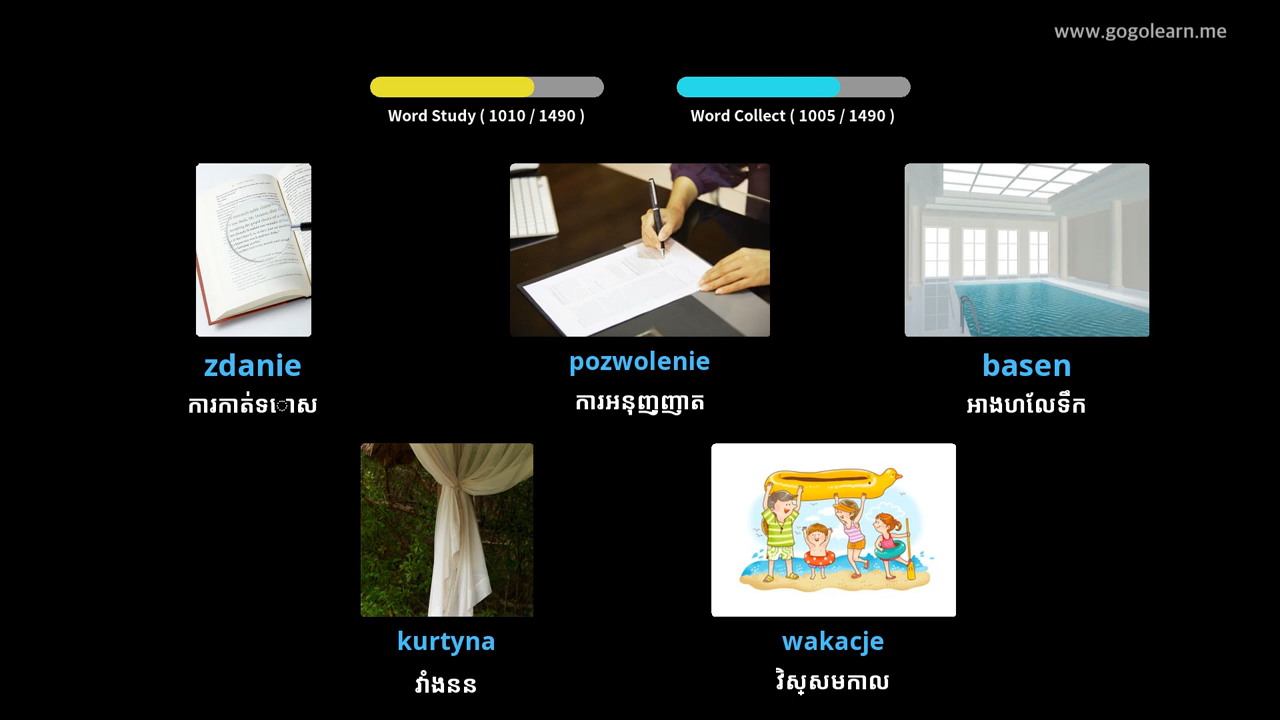 www.gogolearn.me
Word Study ( 1010 / 1490 )
Word Collect ( 1005 / 1490 )
zdanie
pozwolenie
basen
ការកាត់ទោស
ការអនុញ្ញាត
អាងហលែទឹក
kurtyna
wakacje
វាំងនន
វិស្សមកាល